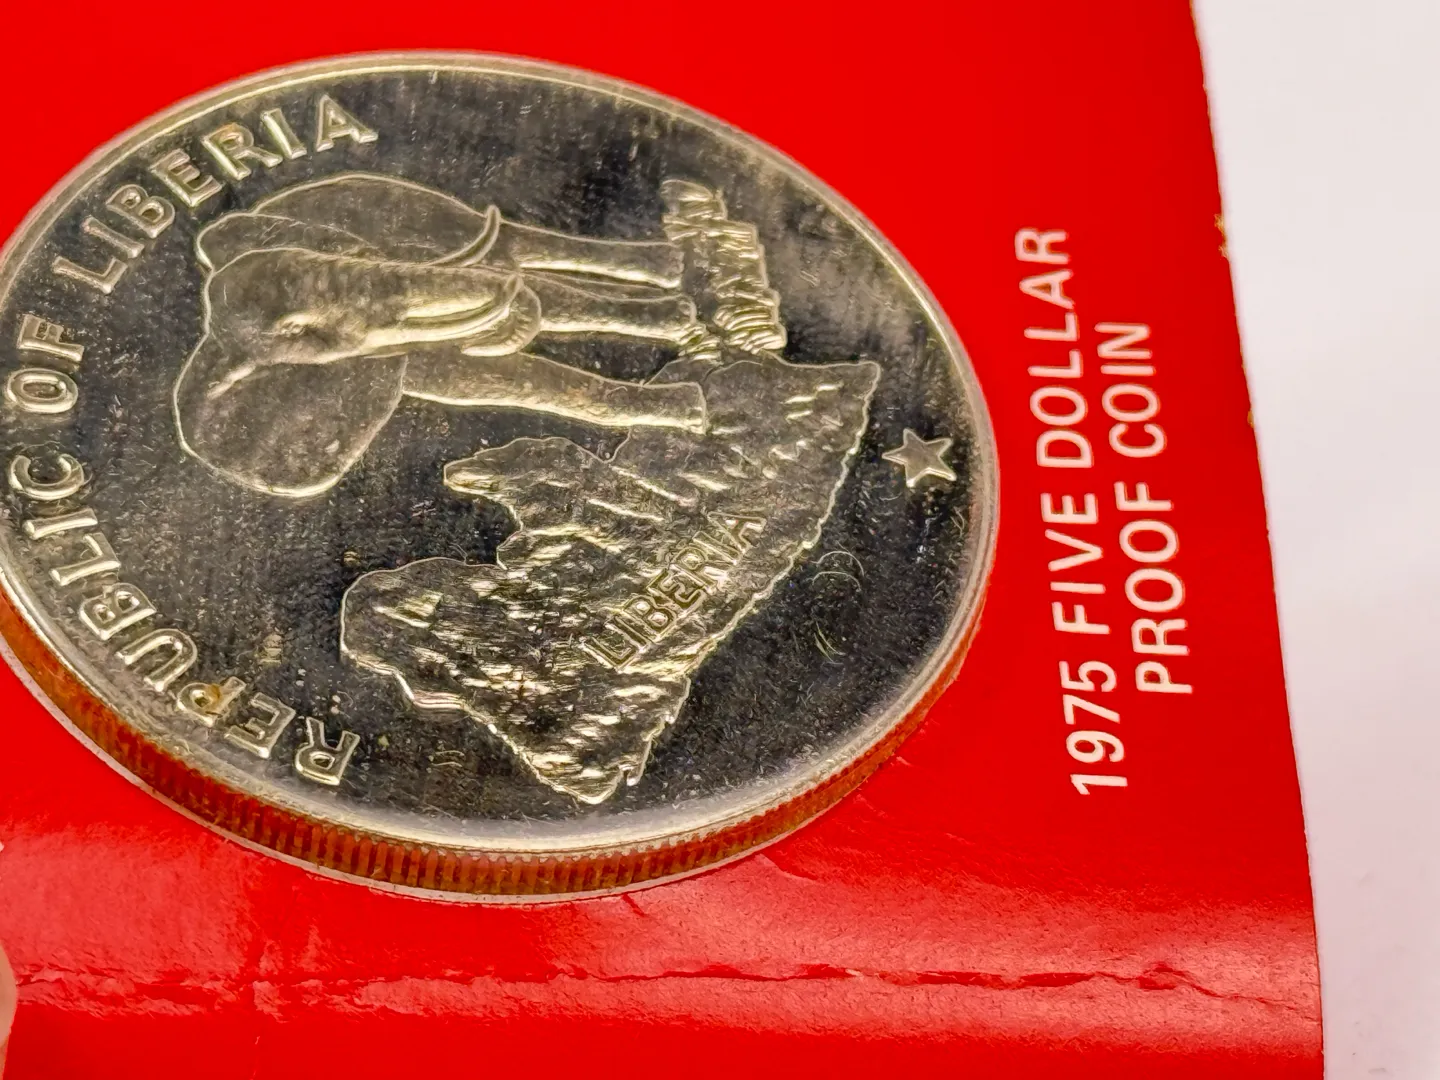 REPUBLIC OF LIBERIA
LIBERIA
1975 FIVE DOLLAR
PROOF COIN